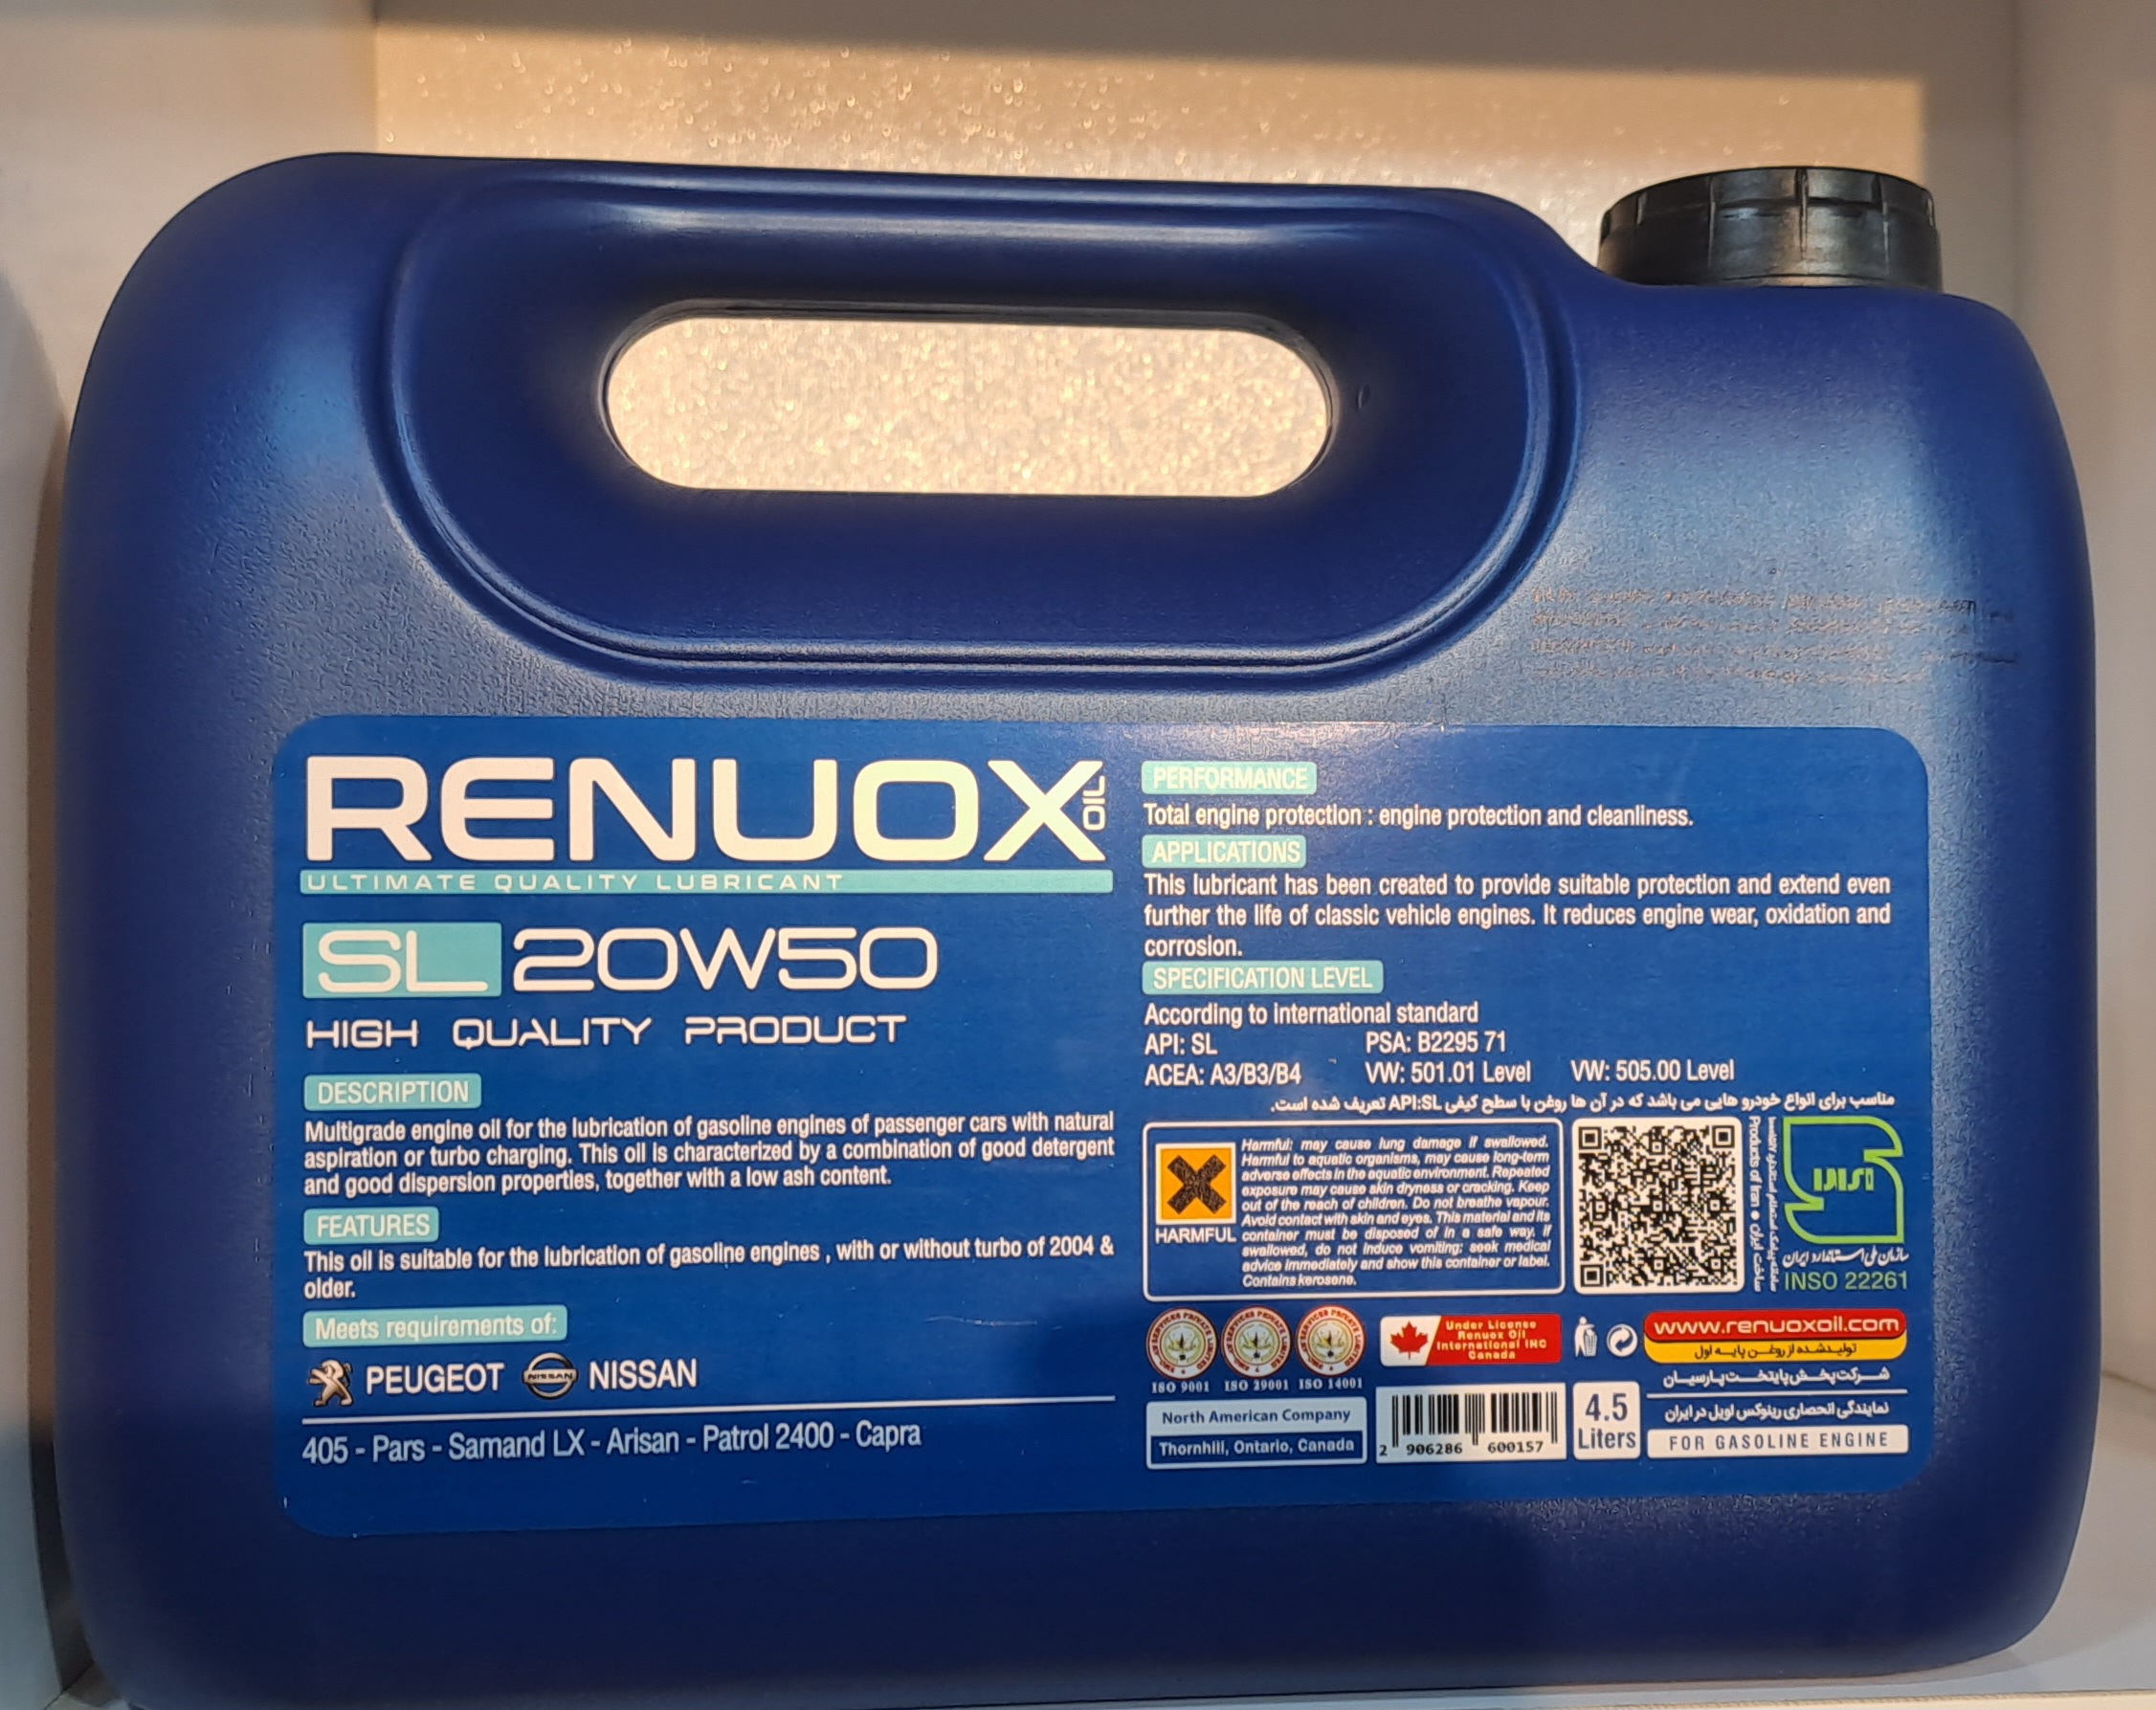 RENUOX OIL
ULTIMATE QUALITY LUBRICANT
SL 20W50
HIGH QUALITY PRODUCT
DESCRIPTION
Multigrade engine oil for the lubrication of gasoline engines of passenger cars with natural
aspiration or turbo charging. This oil is characterized by a combination of good detergent
and good dispersion properties, together with a low ash content.
FEATURES
This oil is suitable for the lubrication of gasoline engines , with or without turbo of 2004 &
older.
Meets requirements of:
PEUGEOT NISSAN NISSAN
405 - Pars - Samand LX - Arisan - Patrol 2400 - Capra
PERFORMANCE
Total engine protection : engine protection and cleanliness.
APPLICATIONS
This lubricant has been created to provide suitable protection and extend even
further the life of classic vehicle engines. It reduces engine wear, oxidation and
corrosion.
SPECIFICATION LEVEL
According to international standard
API: SL PSA: B2295 71
ACEA: A3/B3/B4 VW: 501.01 Level VW: 505.00 Level
مناسب برای انواع خودرو هایی می باشد که در آن ها روغن با سطح کیفی API:SL تعریف شده است.
HARMFUL
Harmful: may cause lung damage if swallowed.
Harmful to aquatic organisms, may cause long-term
adverse effects in the aquatic environment. Repeated
exposure may cause skin dryness or cracking. Keep
out of the reach of children. Do not breathe vapour.
Avoid contact with skin and eyes. This material and its
container must be disposed of in a safe way. if
swallowed, do not induce vomiting: seek medical
advice immediately and show this container or label.
Contains kerosene.
Products of Iran • ساخت ایران
سازمان ملی استاندارد ایران
INSO 22261
ISO 9001 ISO 29001 ISO 14001
Under License
Renuox Oil
International INC
Canada
www.renuoxoil.com
تولیدشده از روغن پایه اول
شرکت پخش پایتخت پارسیان
نمایندگی انحصاری رینوکس اویل در ایران
FOR GASOLINE ENGINE
North American Company
Thornhill, Ontario, Canada
2 906286 600157
4.5
Liters